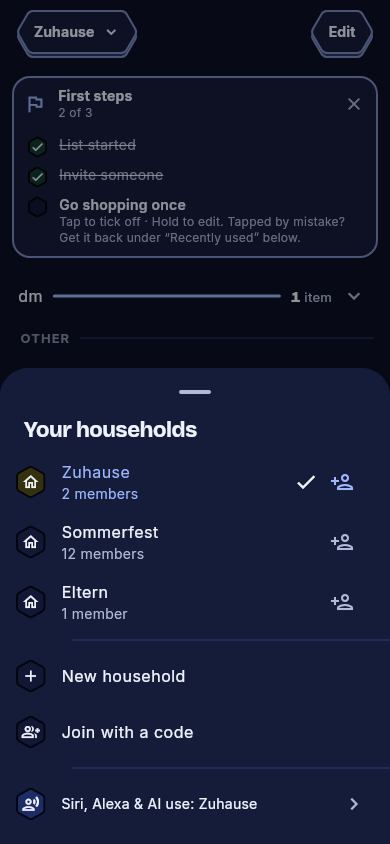 Zuhause
Edit
First steps
2 of 3
List started
Invite someone
Go shopping once
Tap to tick off · Hold to edit. Tapped by mistake?
Get it back under “Recently used” below.
dm
1 item
OTHER
Your households
Zuhause
2 members
Sommerfest
12 members
Eltern
1 member
New household
Join with a code
Siri, Alexa & AI use: Zuhause